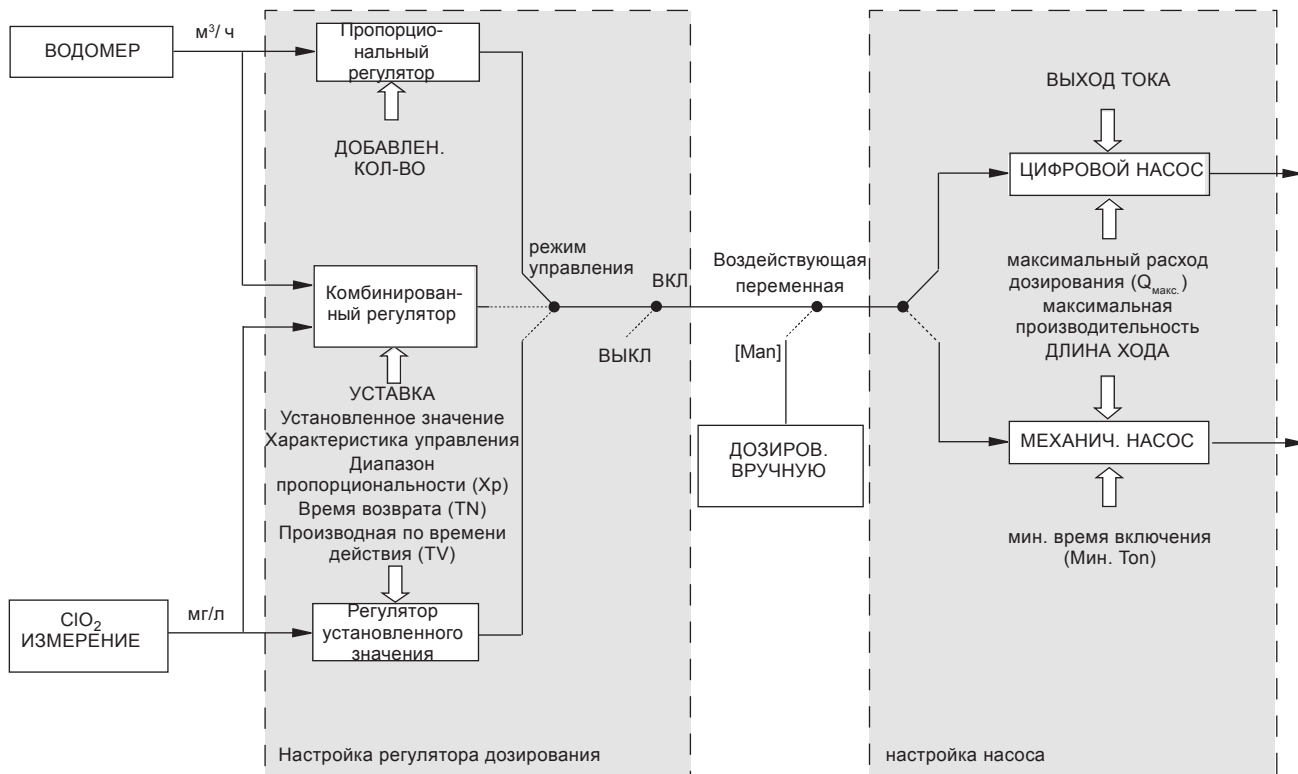 ВОДОМЕР
м³/ ч
Пропорцио-
нальный
регулятор
ДОБАВЛЕН.
КОЛ-ВО
Комбинирован-
ный регулятор
УСТАВКА
Установленное значение
Характеристика управления
Диапазон
пропорциональности (Xp)
Время возврата (TN)
Производная по времени
действия (TV)
ClO₂
ИЗМЕРЕНИЕ
мг/л
Регулятор
установленного
значения
Настройка регулятора дозирования
режим
управления
ВКЛ
ВЫКЛ
Воздействующая
переменная
[Man]
ДОЗИРОВ.
ВРУЧНУЮ
ВЫХОД ТОКА
ЦИФРОВОЙ НАСОС
максимальный расход
дозирования (Qмакс.)
максимальная
производительность
ДЛИНА ХОДА
МЕХАНИЧ. НАСОС
мин. время включения
(Мин. Ton)
настройка насоса